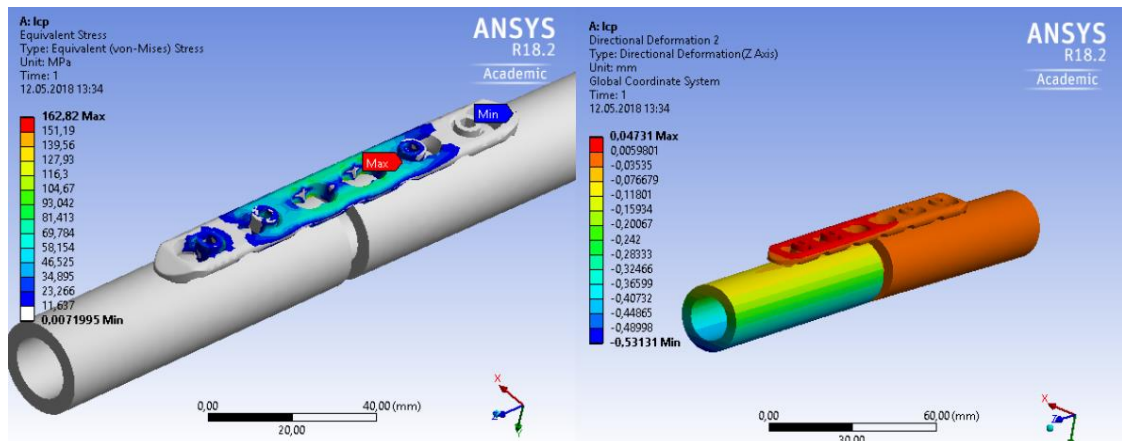 A: lcp
Equivalent Stress
Type: Equivalent (von-Mises) Stress
Unit: MPa
Time: 1
12.05.2018 13:34
162,82 Max
151,19
139,56
127,93
116,3
104,67
93,042
81,413
69,784
58,154
46,525
34,895
23,266
11,637
0,0071995 Min
ANSYS
R18.2
Academic
Min
Max
0,00
40,00 (mm)
20,00
X
Z
Y
A: lcp
Directional Deformation 2
Type: Directional Deformation(Z Axis)
Unit: mm
Global Coordinate System
Time: 1
12.05.2018 13:34
0,04731 Max
0,0059801
-0,03535
-0,076679
-0,11801
-0,15934
-0,20067
-0,242
-0,28333
-0,32466
-0,36599
-0,40732
-0,44865
-0,48998
-0,53131 Min
ANSYS
R18.2
Academic
0,00
60,00 (mm)
30,00
X
Z